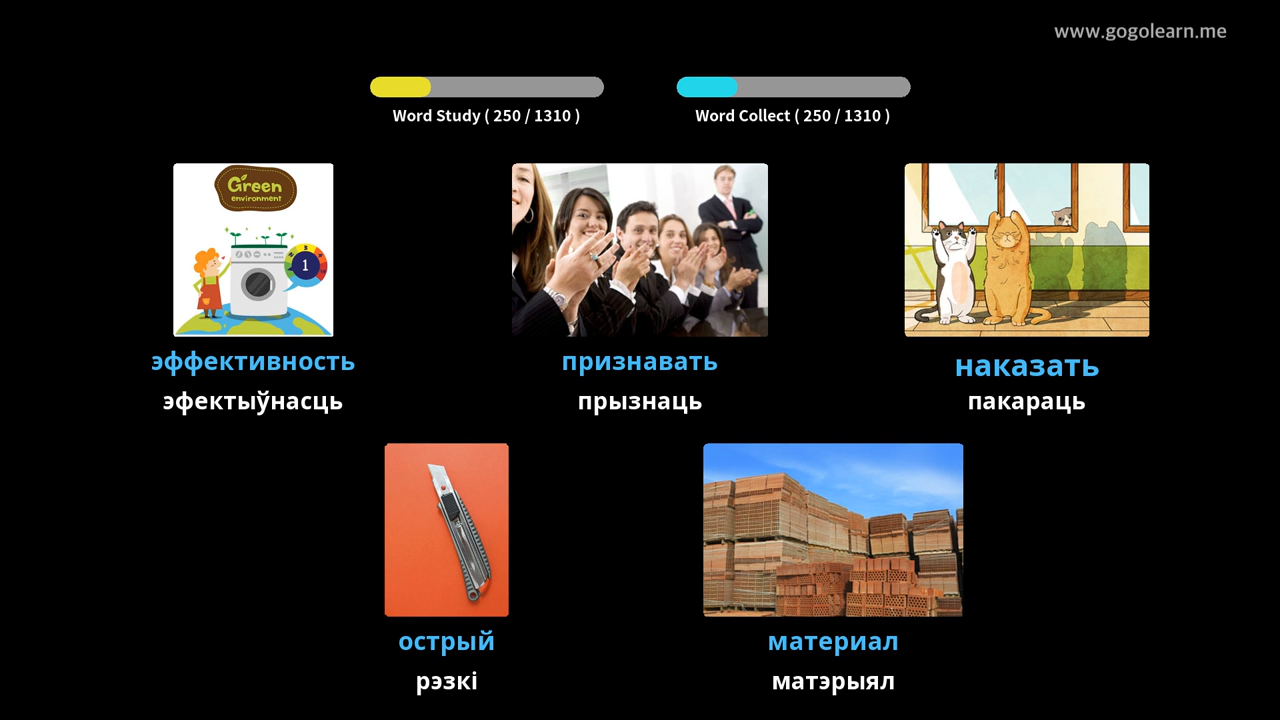 www.gogolearn.me
Word Study ( 250 / 1310 )
Word Collect ( 250 / 1310 )
Green
environment
1
эффективность
эфектыўнасць
признавать
прызнаць
наказать
пакараць
острый
рэзкі
материал
матэрыял